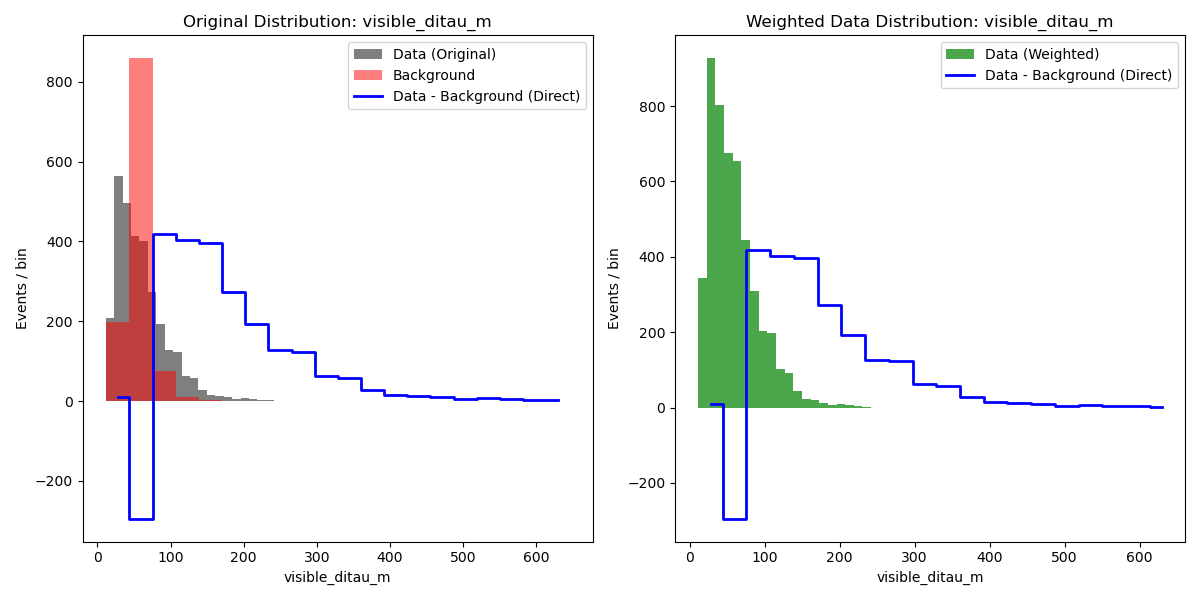 Original Distribution: visible_ditau_m
Data (Original)
Background
Data - Background (Direct)
Events / bin
800
600
400
200
0
−200
0
100
200
300
400
500
600
visible_ditau_m
Weighted Data Distribution: visible_ditau_m
Data (Weighted)
Data - Background (Direct)
Events / bin
800
600
400
200
0
−200
0
100
200
300
400
500
600
visible_ditau_m